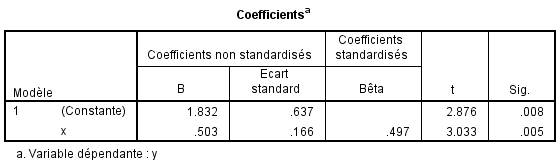 Coefficients^a
Coefficients non standardisés Coefficients standardisés
Modèle B Ecart standard Bêta t Sig.
1 (Constante) 1.832 .637 2.876 .008
x .503 .166 .497 3.033 .005
a. Variable dépendante : y